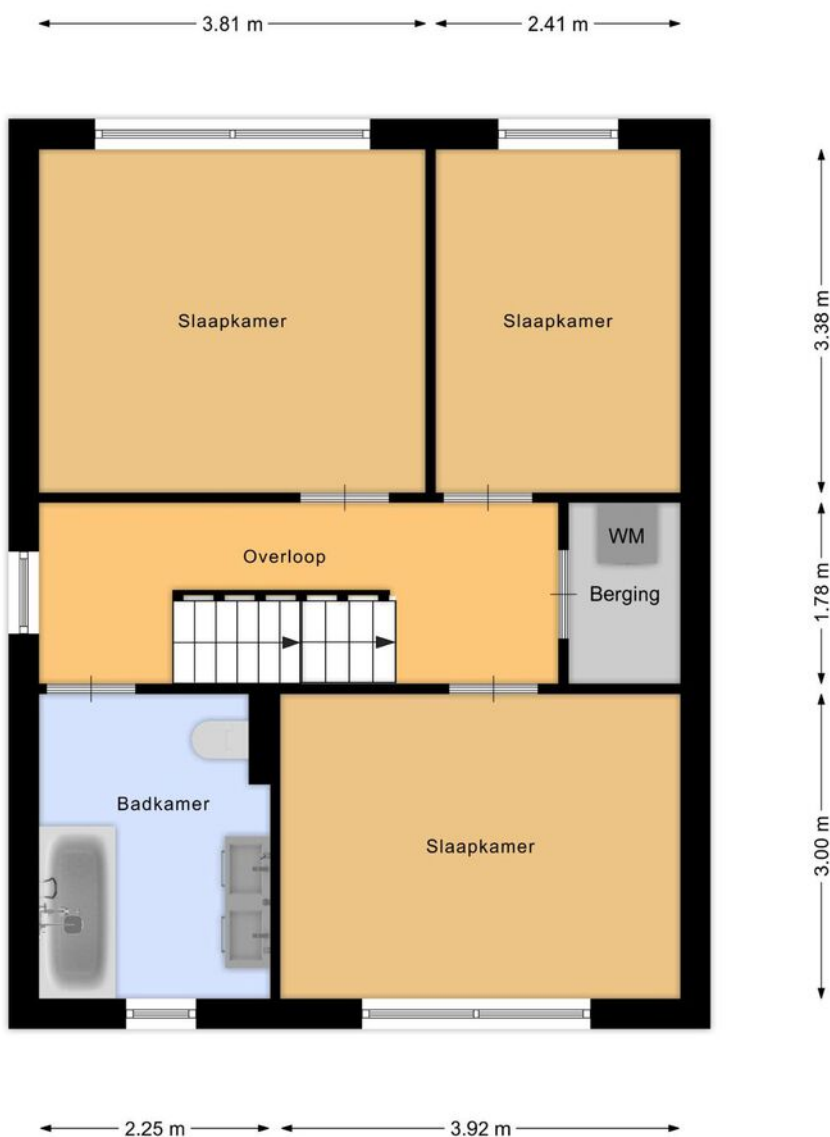 3.81 m
2.41 m
Slaapkamer
Slaapkamer
3.38 m
WM
Overloop
Berging
1.78 m
Badkamer
Slaapkamer
3.00 m
2.25 m
3.92 m